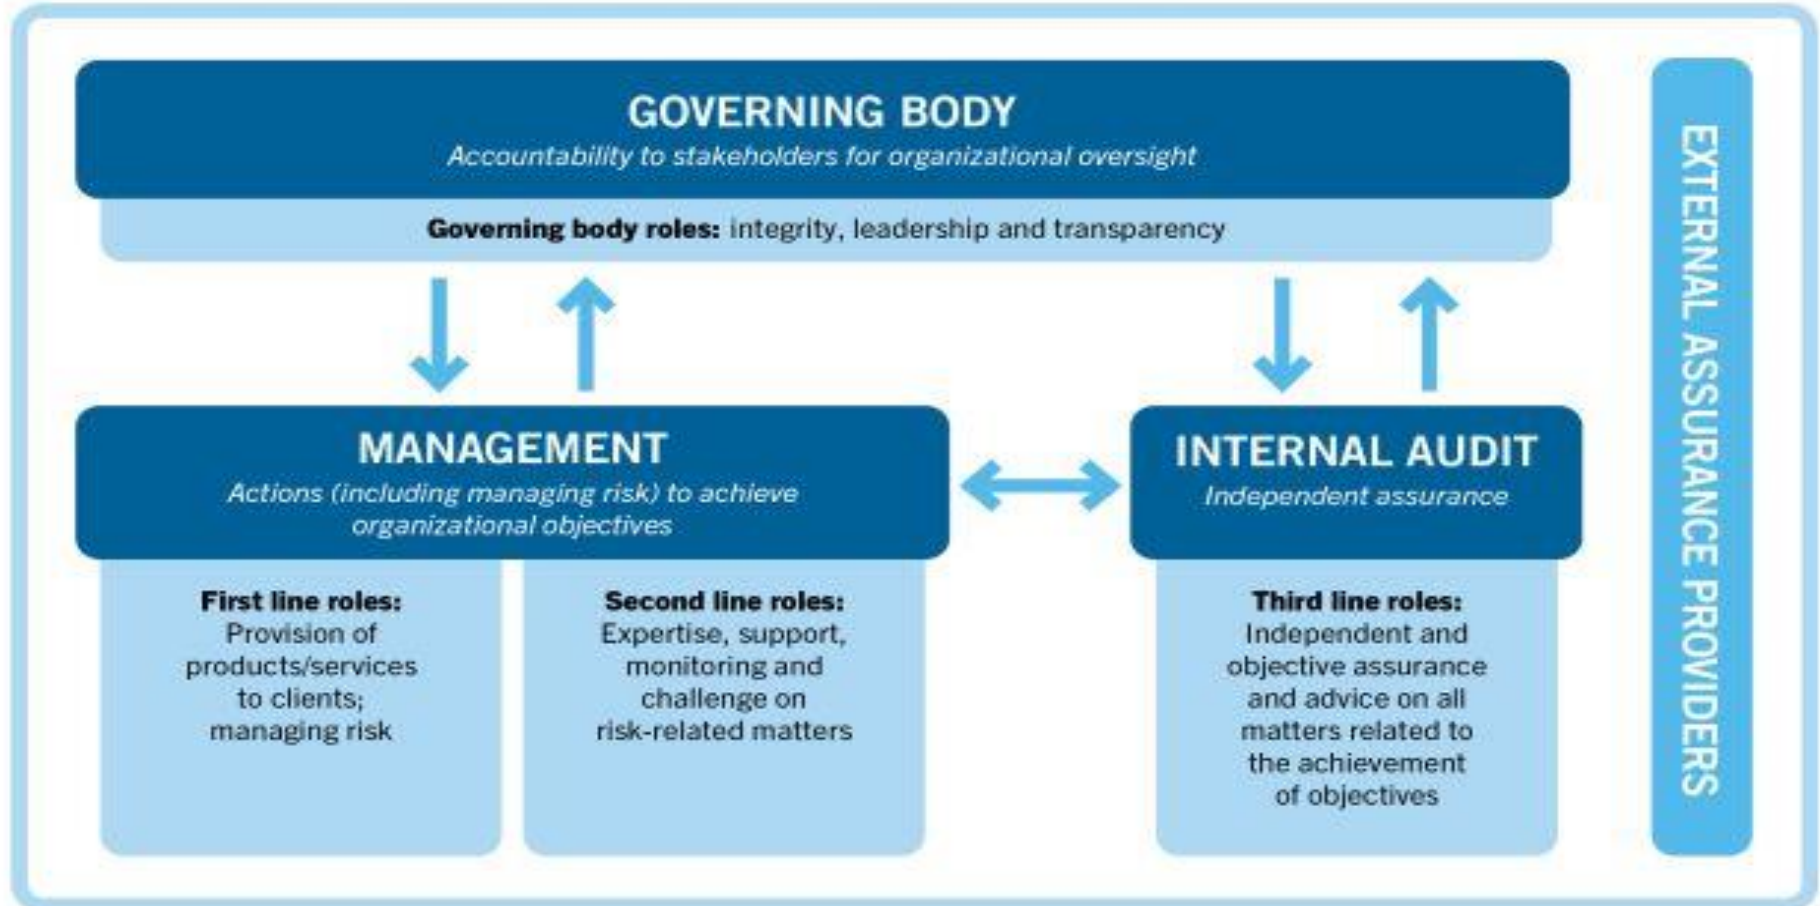 GOVERNING BODY
Accountability to stakeholders for organizational oversight
Governing body roles: integrity, leadership and transparency
MANAGEMENT
Actions (including managing risk) to achieve
organizational objectives
First line roles:
Provision of
products/services
to clients;
managing risk
Second line roles:
Expertise, support,
monitoring and
challenge on
risk-related matters
INTERNAL AUDIT
Independent assurance
Third line roles:
Independent and
objective assurance
and advice on all
matters related to
the achievement
of objectives
EXTERNAL ASSURANCE PROVIDERS